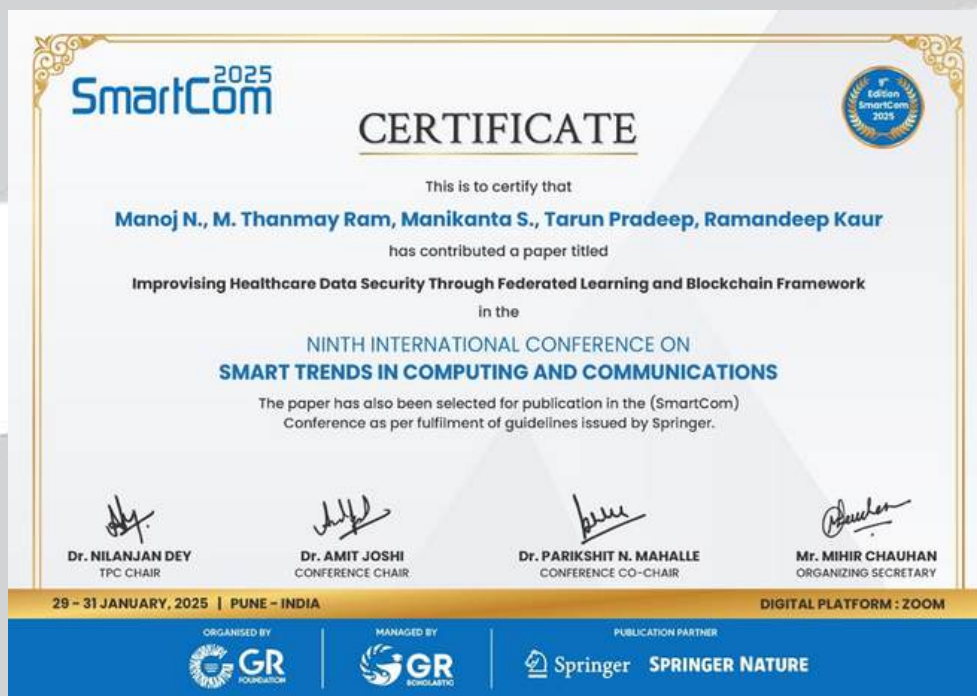 SmartCom 2025
9th Edition SmartCom 2025
CERTIFICATE
This is to certify that
Manoj N., M. Thanmay Ram, Manikanta S., Tarun Pradeep, Ramandeep Kaur
has contributed a paper titled
Improvising Healthcare Data Security Through Federated Learning and Blockchain Framework
in the
NINTH INTERNATIONAL CONFERENCE ON
SMART TRENDS IN COMPUTING AND COMMUNICATIONS
The paper has also been selected for publication in the (SmartCom)
Conference as per fulfilment of guidelines issued by Springer.
Dr. NILANJAN DEY
TPC CHAIR
Dr. AMIT JOSHI
CONFERENCE CHAIR
Dr. PARIKSHIT N. MAHALLE
CONFERENCE CO-CHAIR
Mr. MIHIR CHAUHAN
ORGANIZING SECRETARY
29 – 31 JANUARY, 2025 | PUNE – INDIA
DIGITAL PLATFORM : ZOOM
ORGANISED BY
GR FOUNDATION
MANAGED BY
GR SCHOLASTIC
PUBLICATION PARTNER
Springer SPRINGER NATURE